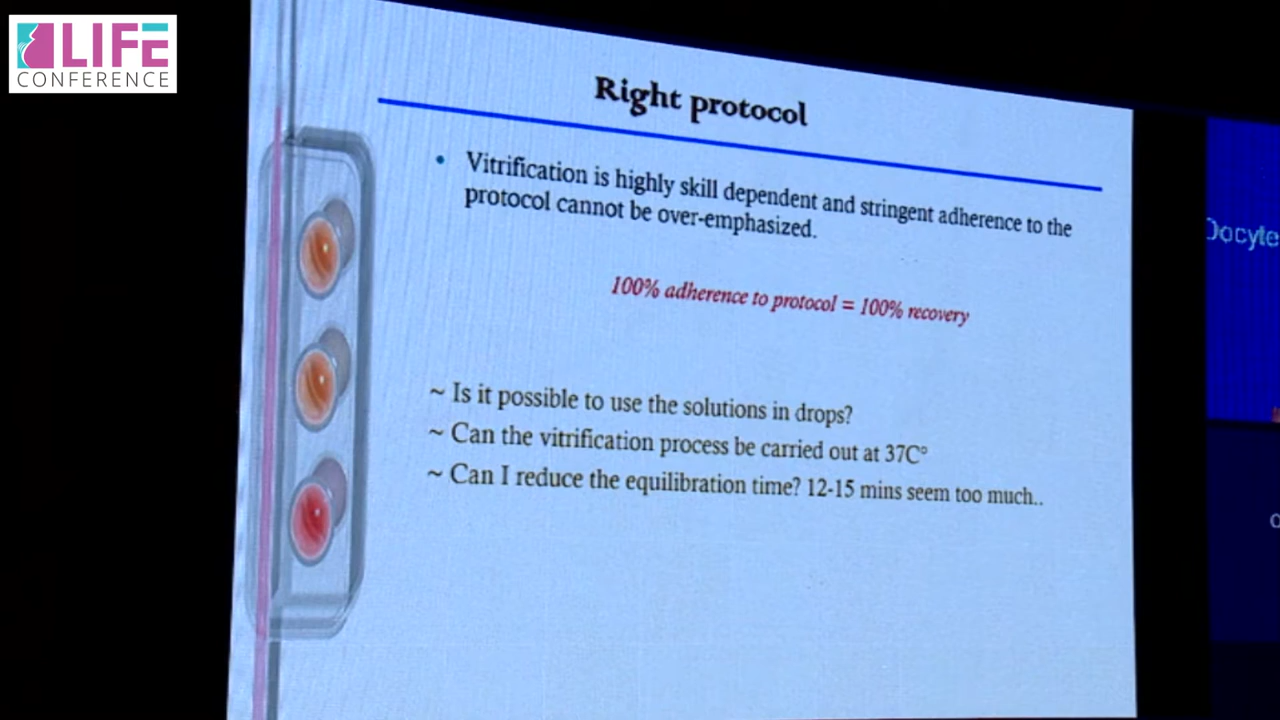 LIFE
CONFERENCE
Right protocol
• Vitrification is highly skill dependent and stringent adherence to the
protocol cannot be over-emphasized.
100% adherence to protocol = 100% recovery
~ Is it possible to use the solutions in drops?
~ Can the vitrification process be carried out at 37C°
~ Can I reduce the equilibration time? 12-15 mins seem too much..
Oocyte